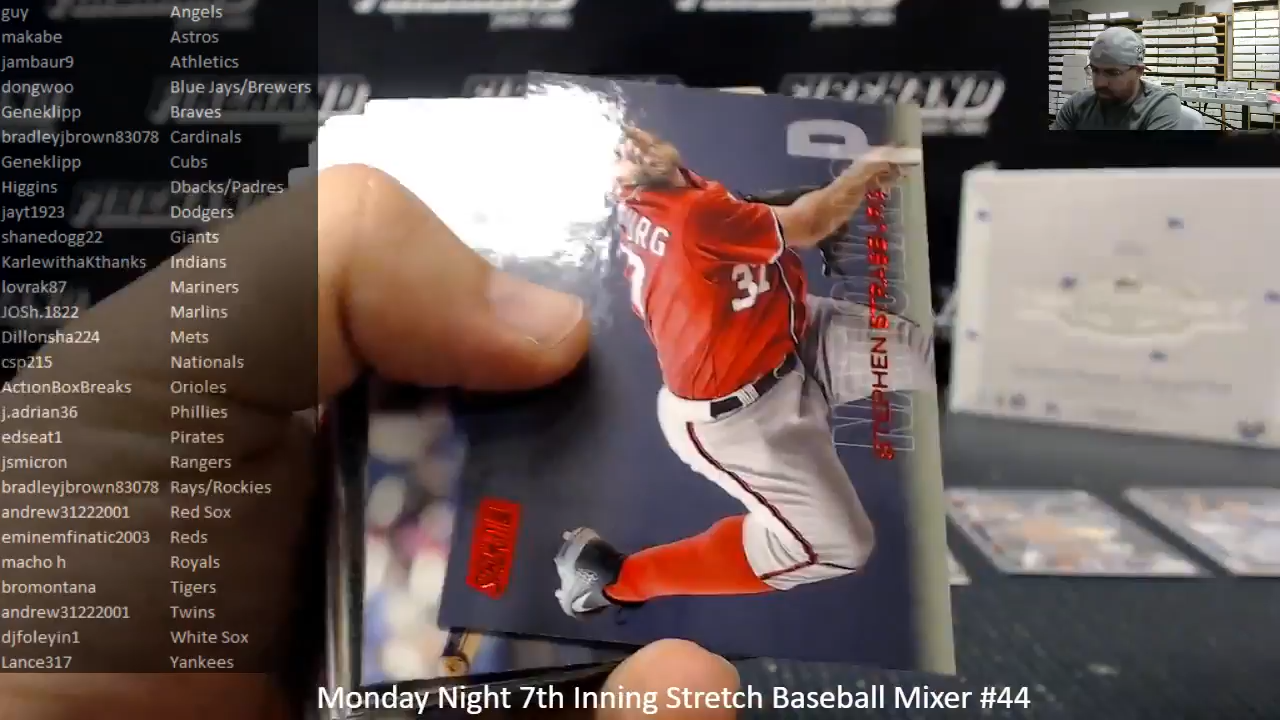 guy Angels
makabe Astros
jambaur9 Athletics
dongwoo Blue Jays/Brewers
Geneklipp Braves
bradleyjbrown83078 Cardinals
Geneklipp Cubs
Higgins Dbacks/Padres
jayt1923 Dodgers
shanedogg22 Giants
KarlewithaKthanks Indians
lovrak87 Mariners
JOSh.1822 Marlins
Dillonsha224 Mets
csp215 Nationals
ActionBoxBreaks Orioles
j.adrian36 Phillies
edseat1 Pirates
jsmicron Rangers
bradleyjbrown83078 Rays/Rockies
andrew31222001 Red Sox
eminemfinatic2003 Reds
macho h Royals
bromontana Tigers
andrew31222001 Twins
djfoleyin1 White Sox
Lance317 Yankees
37
STEPHEN STRASBURG
Monday Night 7th Inning Stretch Baseball Mixer #44